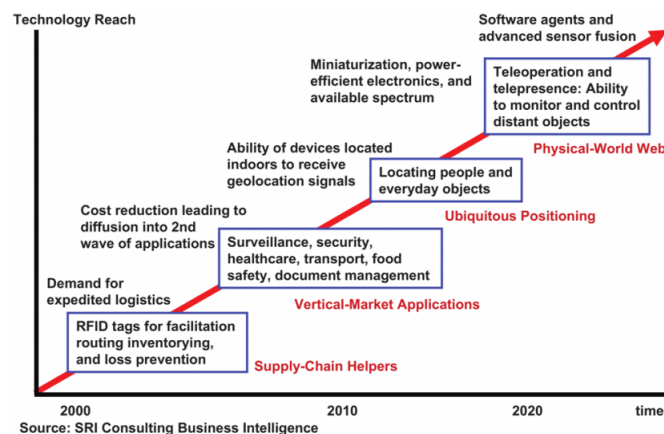 Technology Reach
Software agents and
advanced sensor fusion
Miniaturization, power-
efficient electronics, and
available spectrum
Teleoperation and
telepresence: Ability
to monitor and control
distant objects
Physical-World Web
Ability of devices located
indoors to receive
geolocation signals
Locating people and
everyday objects
Ubiquitous Positioning
Cost reduction leading to
diffusion into 2nd
wave of applications
Surveillance, security,
healthcare, transport, food
safety, document management
Vertical-Market Applications
Demand for
expedited logistics
RFID tags for facilitation
routing inventorying,
and loss prevention
Supply-Chain Helpers
2000 2010 2020 time
Source: SRI Consulting Business Intelligence